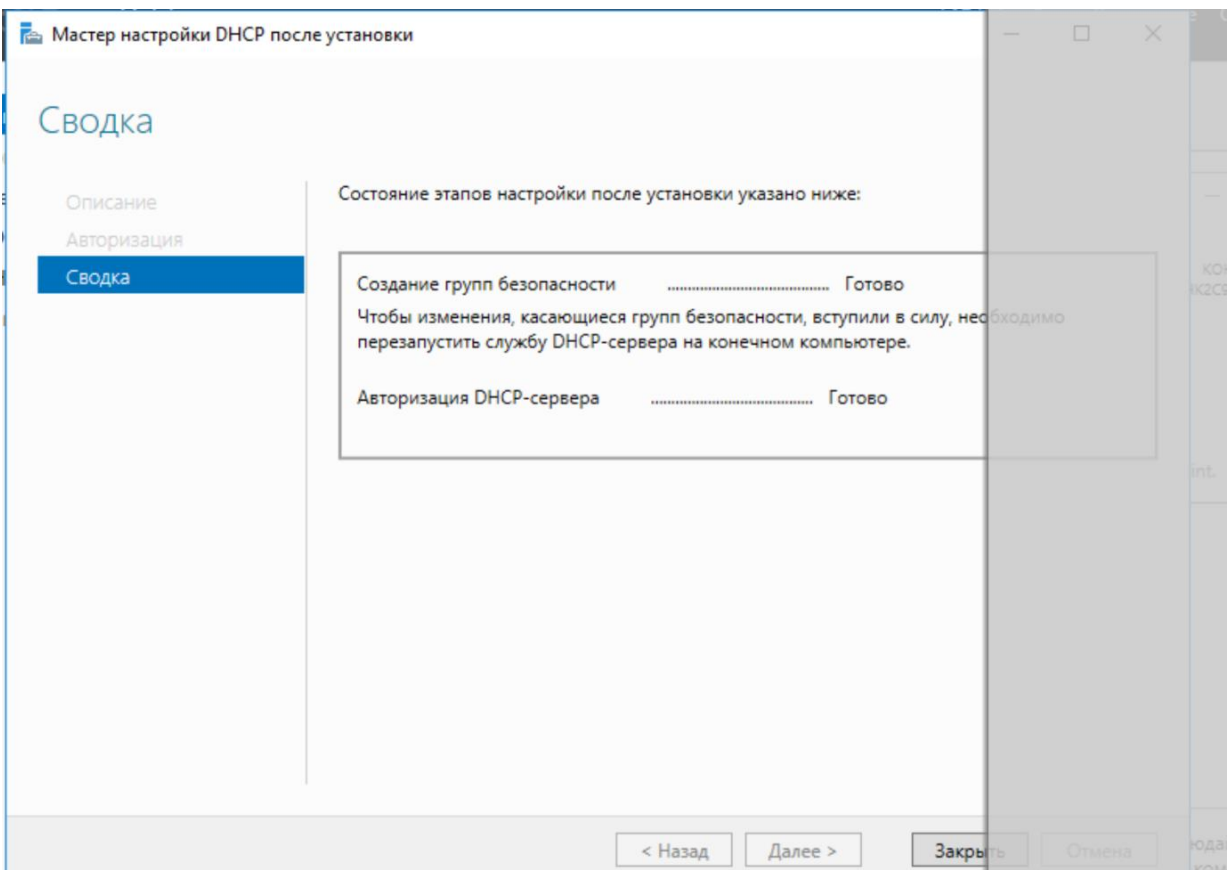 Мастер настройки DHCP после установки
Сводка
Описание
Авторизация
Сводка
Состояние этапов настройки после установки указано ниже:
Создание групп безопасности ........................................ Готово
Чтобы изменения, касающиеся групп безопасности, вступили в силу, необходимо
перезапустить службу DHCP-сервера на конечном компьютере.
Авторизация DHCP-сервера ........................................ Готово
< Назад
Далее >
Закрыть
Отмена
int.